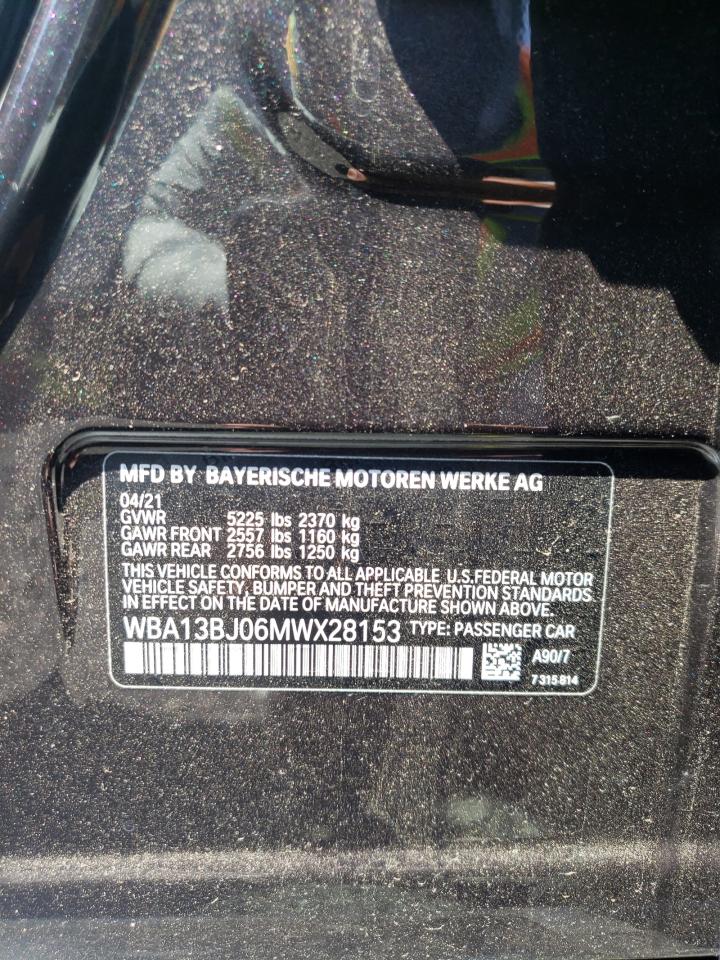 MFD BY BAYERISCHE MOTOREN WERKE AG
04/21
GVWR 5225 lbs 2370 kg
GAWR FRONT 2557 lbs 1160 kg
GAWR REAR 2756 lbs 1250 kg
THIS VEHICLE CONFORMS TO ALL APPLICABLE U.S.FEDERAL MOTOR
VEHICLE SAFETY, BUMPER AND THEFT PREVENTION STANDARDS
IN EFFECT ON THE DATE OF MANUFACTURE SHOWN ABOVE.
WBA13BJ06MWX28153 TYPE: PASSENGER CAR
A90/7
7 315 814